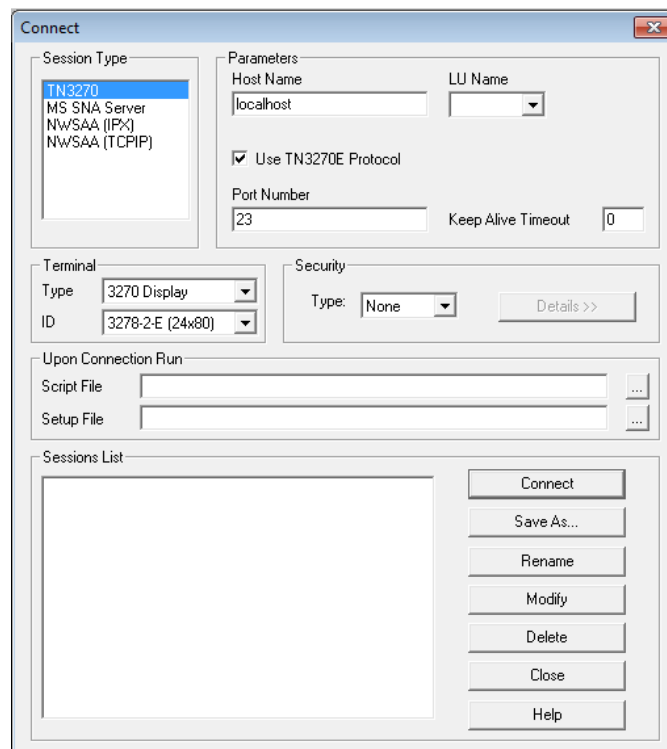 Connect
Session Type
TN3270
MS SNA Server
NWSAA (IPX)
NWSAA (TCPIP)
Parameters
Host Name
LU Name
localhost
Use TN3270E Protocol
Port Number
23
Keep Alive Timeout
0
Terminal
Type
3270 Display
ID
3278-2-E (24x80)
Security
Type:
None
Details >>
Upon Connection Run
Script File
...
Setup File
...
Sessions List
Connect
Save As...
Rename
Modify
Delete
Close
Help